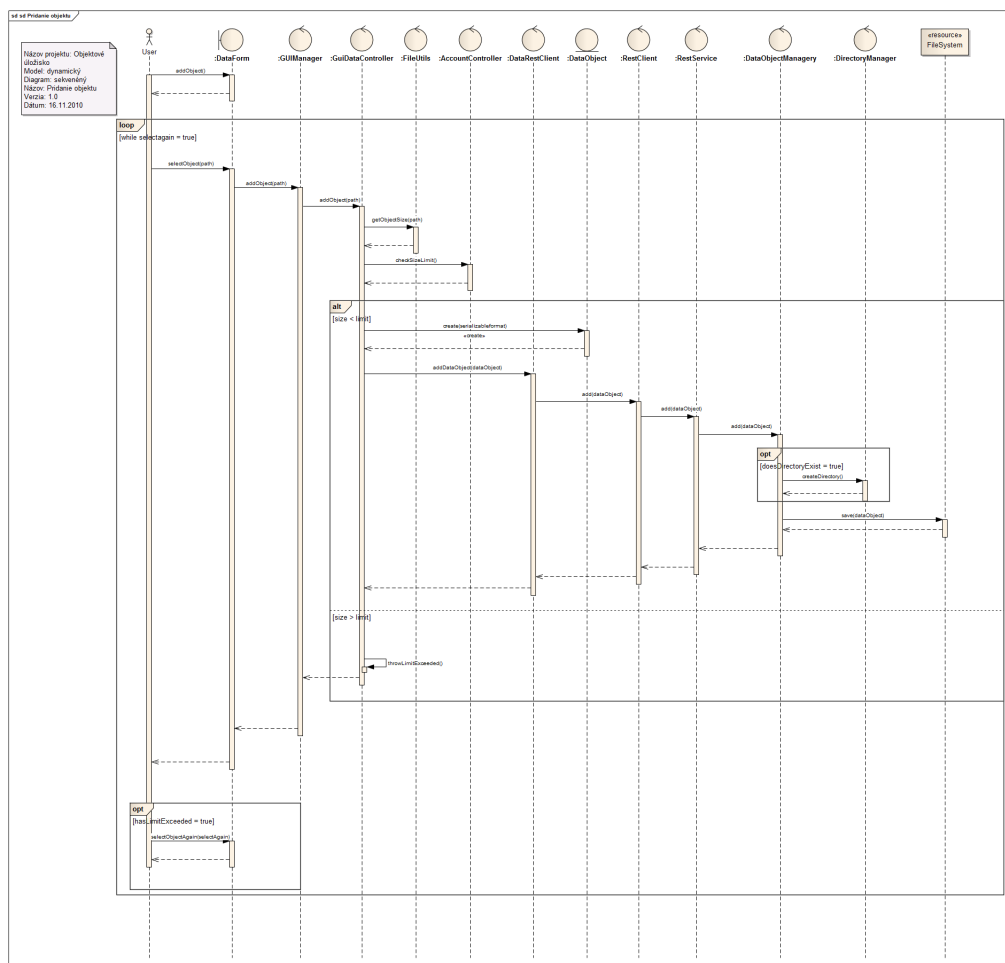 sd sd Pridanie objektu
Názov projektu: Objektové
úložisko
Model: dynamický
Diagram: sekvenčný
Názov: Pridanie objektu
Verzia: 1.0
Dátum: 16.11.2010
User
:DataForm
:GUIManager
:GuiDataController
:FileUtils
:AccountController
:DataRestClient
:DataObject
:RestClient
:RestService
:DataObjectManagery
:DirectoryManager
«resource»
FileSystem
addObject()
loop
[while selectagain = true]
selectObject(path)
addObject(path)
addObject(path)
getObjectSize(path)
checkSizeLimit()
alt
[size < limit]
create(serializableformat)
«create»
addDataObject(dataObject)
add(dataObject)
add(dataObject)
add(dataObject)
opt
[doesDirectoryExist = true]
createDirectory()
save(dataObject)
[size > limit]
throwLimitExceeded()
opt
[hasLimitExceeded = true]
selectObjectAgain(selectAgain)